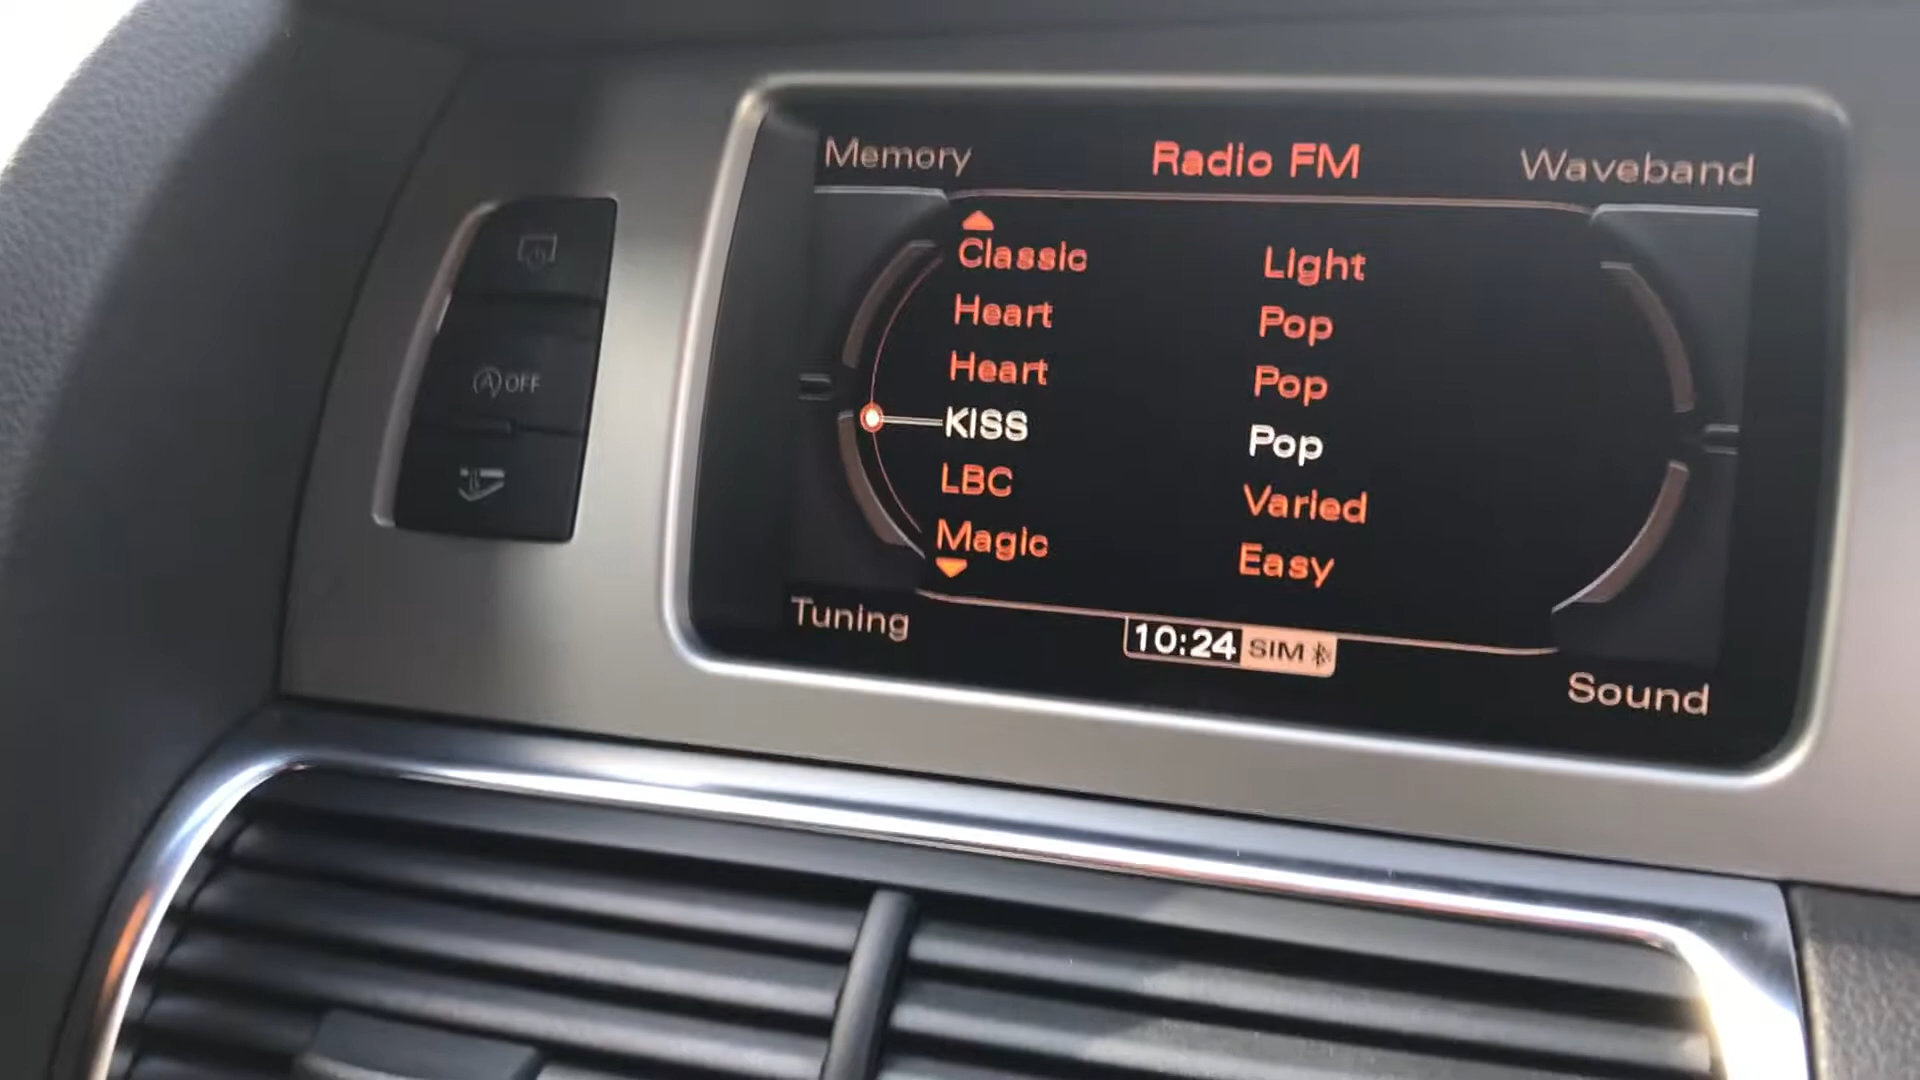 Memory Radio FM Waveband
Classic Light
Heart Pop
Heart Pop
KISS Pop
LBC Varied
Magic Easy
Tuning 10:24 SIM Sound
A OFF